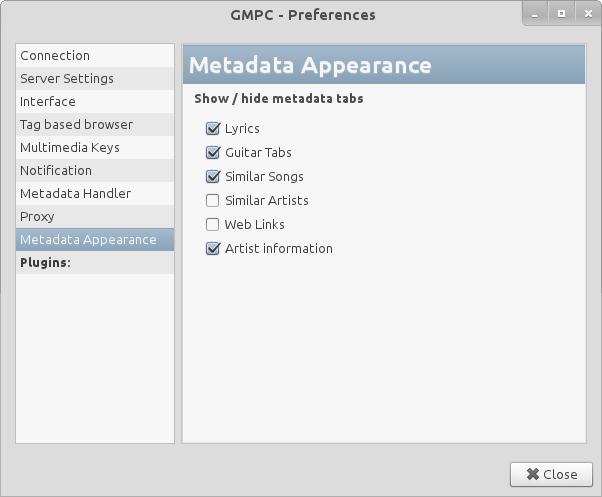 GMPC - Preferences
Connection
Server Settings
Interface
Tag based browser
Multimedia Keys
Notification
Metadata Handler
Proxy
Metadata Appearance
Plugins:
Metadata Appearance
Show / hide metadata tabs
Lyrics
Guitar Tabs
Similar Songs
Similar Artists
Web Links
Artist information
Close